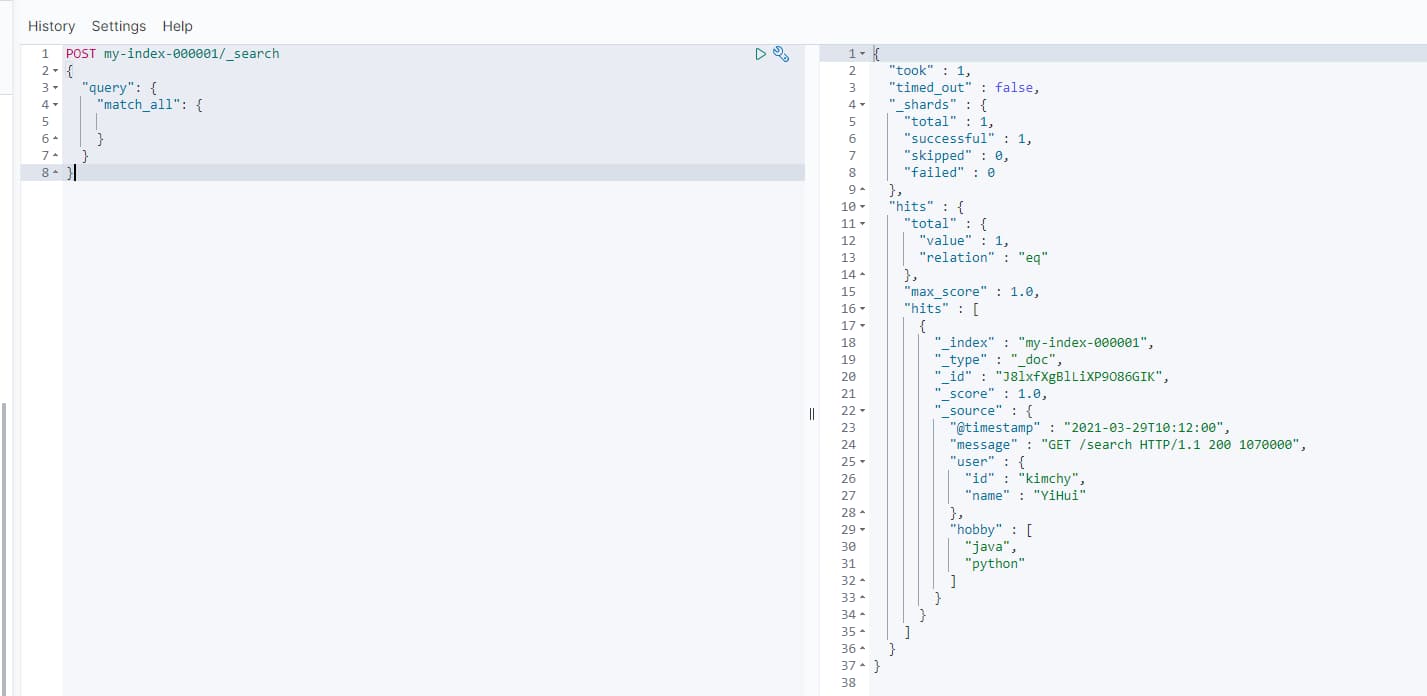 History Settings Help
1 POST my-index-000001/_search
2 {
3 "query": {
4 "match_all": {
5
6 }
7 }
8 }
1 {
2 "took" : 1,
3 "timed_out" : false,
4 "_shards" : {
5 "total" : 1,
6 "successful" : 1,
7 "skipped" : 0,
8 "failed" : 0
9 },
10 "hits" : {
11 "total" : {
12 "value" : 1,
13 "relation" : "eq"
14 },
15 "max_score" : 1.0,
16 "hits" : [
17 {
18 "_index" : "my-index-000001",
19 "_type" : "_doc",
20 "_id" : "J8lxfXgBlLiXP9O86GIK",
21 "_score" : 1.0,
22 "_source" : {
23 "@timestamp" : "2021-03-29T10:12:00",
24 "message" : "GET /search HTTP/1.1 200 1070000",
25 "user" : {
26 "id" : "kimchy",
27 "name" : "YiHui"
28 },
29 "hobby" : [
30 "java",
31 "python"
32 ]
33 }
34 }
35 ]
36 }
37 }
38